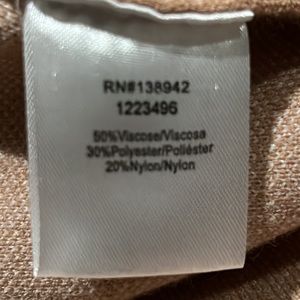 RN#138942
1223496
50%Viscose/Viscosa
30%Polyester/Poliéster
20%Nylon/Nylon